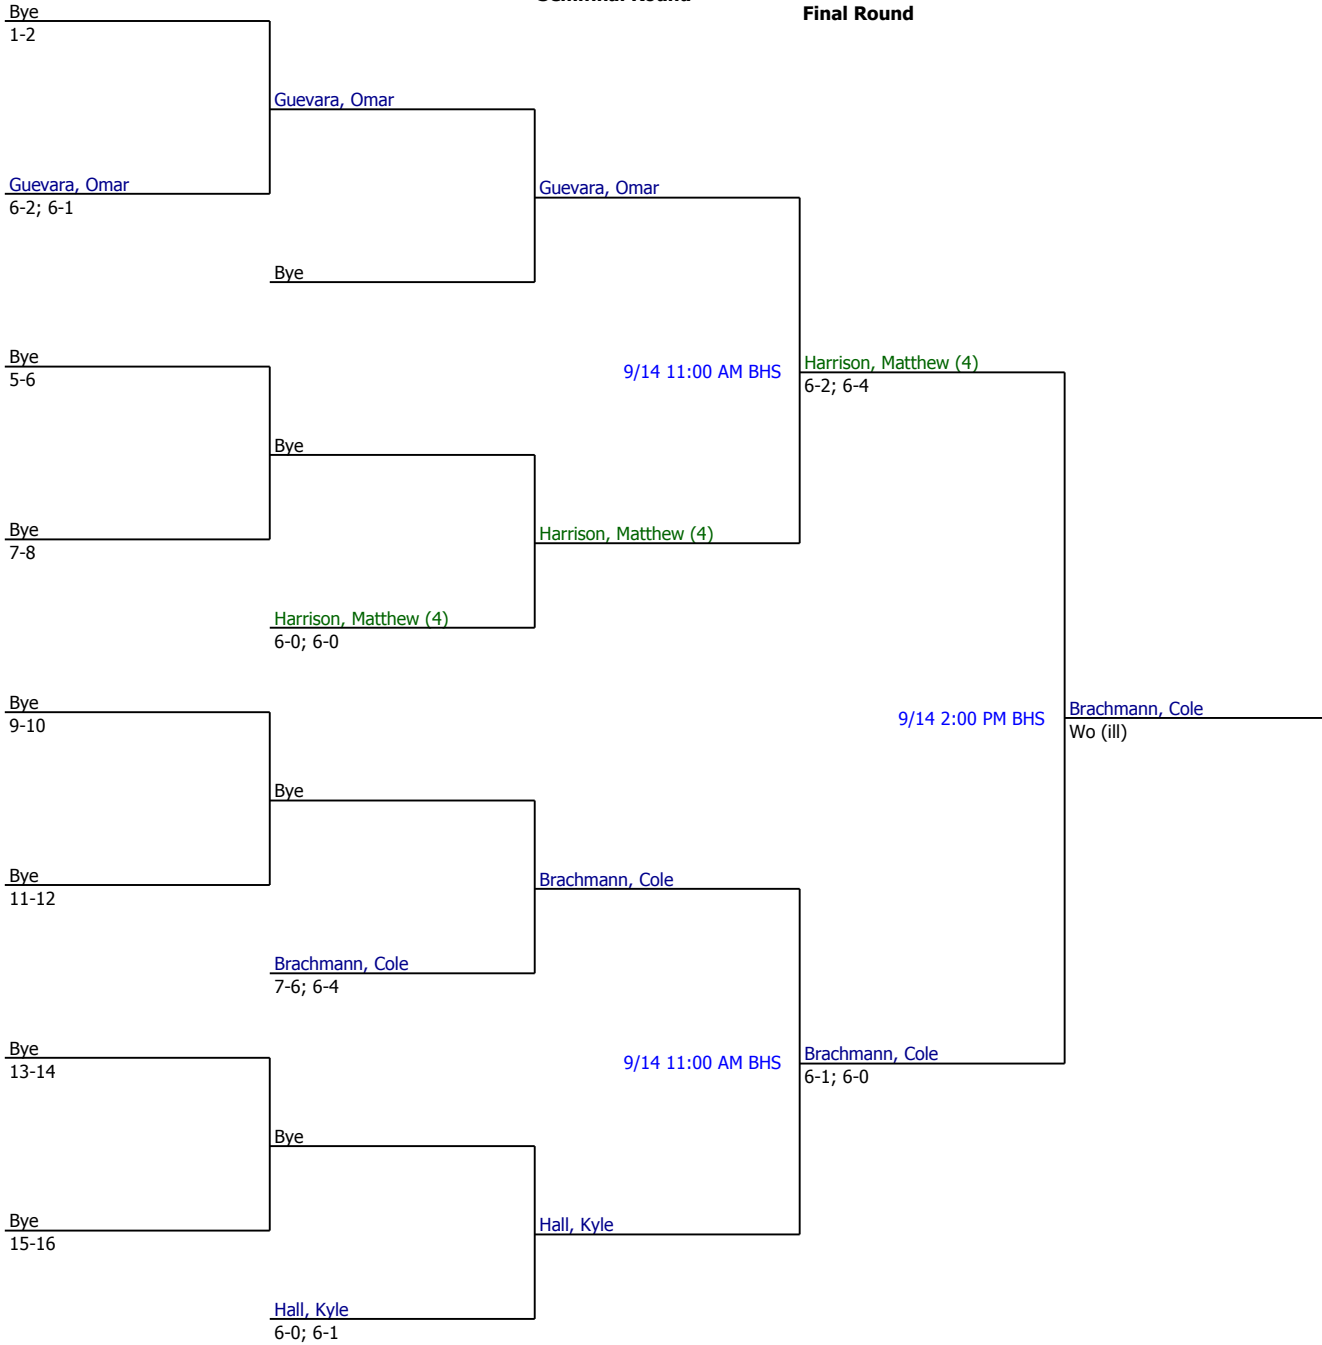 Final Round
Bye
1-2
Guevara, Omar
Guevara, Omar
6-2; 6-1
Guevara, Omar
Bye
Bye
5-6
9/14 11:00 AM BHS
Harrison, Matthew (4)
6-2; 6-4
Bye
Bye
7-8
Harrison, Matthew (4)
Harrison, Matthew (4)
6-0; 6-0
Bye
9-10
9/14 2:00 PM BHS
Brachmann, Cole
Wo (ill)
Bye
Bye
11-12
Brachmann, Cole
Brachmann, Cole
7-6; 6-4
Bye
13-14
9/14 11:00 AM BHS
Brachmann, Cole
6-1; 6-0
Bye
Bye
15-16
Hall, Kyle
Hall, Kyle
6-0; 6-1